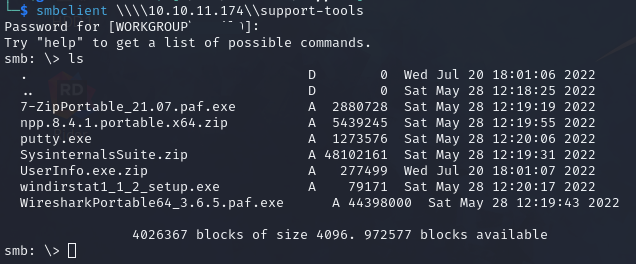 └─$ smbclient \\\\10.10.11.174\\support-tools
Password for [WORKGROUP\]:
Try "help" to get a list of possible commands.
smb: \> ls
  .                                   D        0  Wed Jul 20 18:01:06 2022
  ..                                  D        0  Sat May 28 12:18:25 2022
  7-ZipPortable_21.07.paf.exe         A  2880728  Sat May 28 12:19:19 2022
  npp.8.4.1.portable.x64.zip          A  5439245  Sat May 28 12:19:55 2022
  putty.exe                           A  1273576  Sat May 28 12:20:06 2022
  SysinternalsSuite.zip               A 48102161  Sat May 28 12:19:31 2022
  UserInfo.exe.zip                    A   277499  Wed Jul 20 18:01:07 2022
  windirstat1_1_2_setup.exe           A    79171  Sat May 28 12:20:17 2022
  WiresharkPortable64_3.6.5.paf.exe      A 44398000  Sat May 28 12:19:43 2022
                4026367 blocks of size 4096. 972577 blocks available
smb: \>